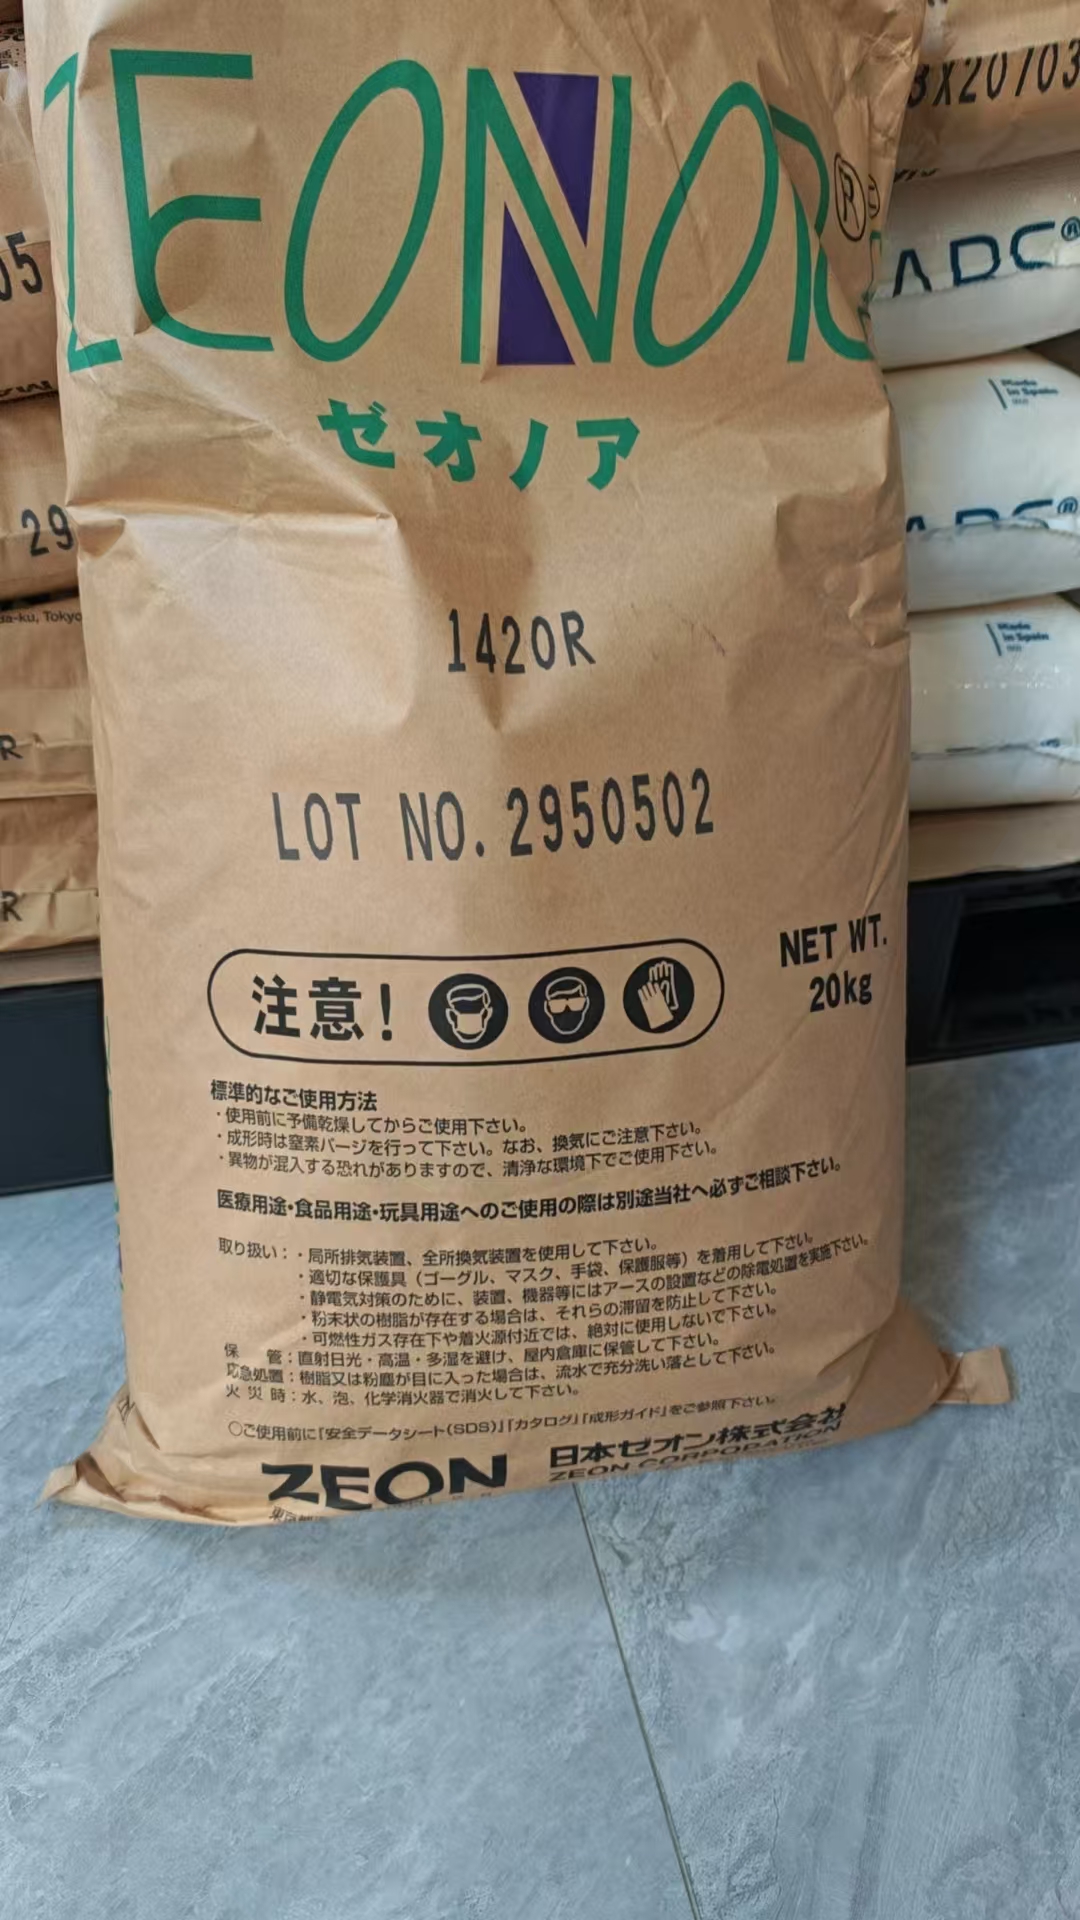 ZEONOR®
ゼオノア
1420R
LOT NO. 2950502
注意!
NET WT.
20kg
標準的なご使用方法
・使用前に予備乾燥してからご使用下さい。
・成形時は窒素パージを行って下さい。なお、換気にご注意下さい。
・異物が混入する恐れがありますので、清浄な環境下でご使用下さい。
医療用途・食品用途・玩具用途へのご使用の際は別途当社へ必ずご相談下さい。
取り扱い:・局所排気装置、全所換気装置を使用して下さい。
・適切な保護具(ゴーグル、マスク、手袋、保護服等)を着用して下さい。
・静電気対策のために、装置、機器等にはアースの設置などの除電処置を実施下さい。
・粉末状の樹脂が存在する場合は、それらの滞留を防止して下さい。
・可燃性ガス存在下や着火源付近では、絶対に使用しないで下さい。
保 管:直射日光・高温・多湿を避け、屋内倉庫に保管して下さい。
応急処置:樹脂又は粉塵が目に入った場合は、流水で充分洗い落として下さい。
火災時:水、泡、化学消火器で消火して下さい。
○ご使用前に「安全データシート(SDS)」「カタログ」「成形ガイド」をご参照下さい。
ZEON 日本ゼオン株式会社
ZEON CORPORATION
05
29
da-ku, Tokyo
R
R
3X20703
ARC®
Made
in Spain
Made
in Spain